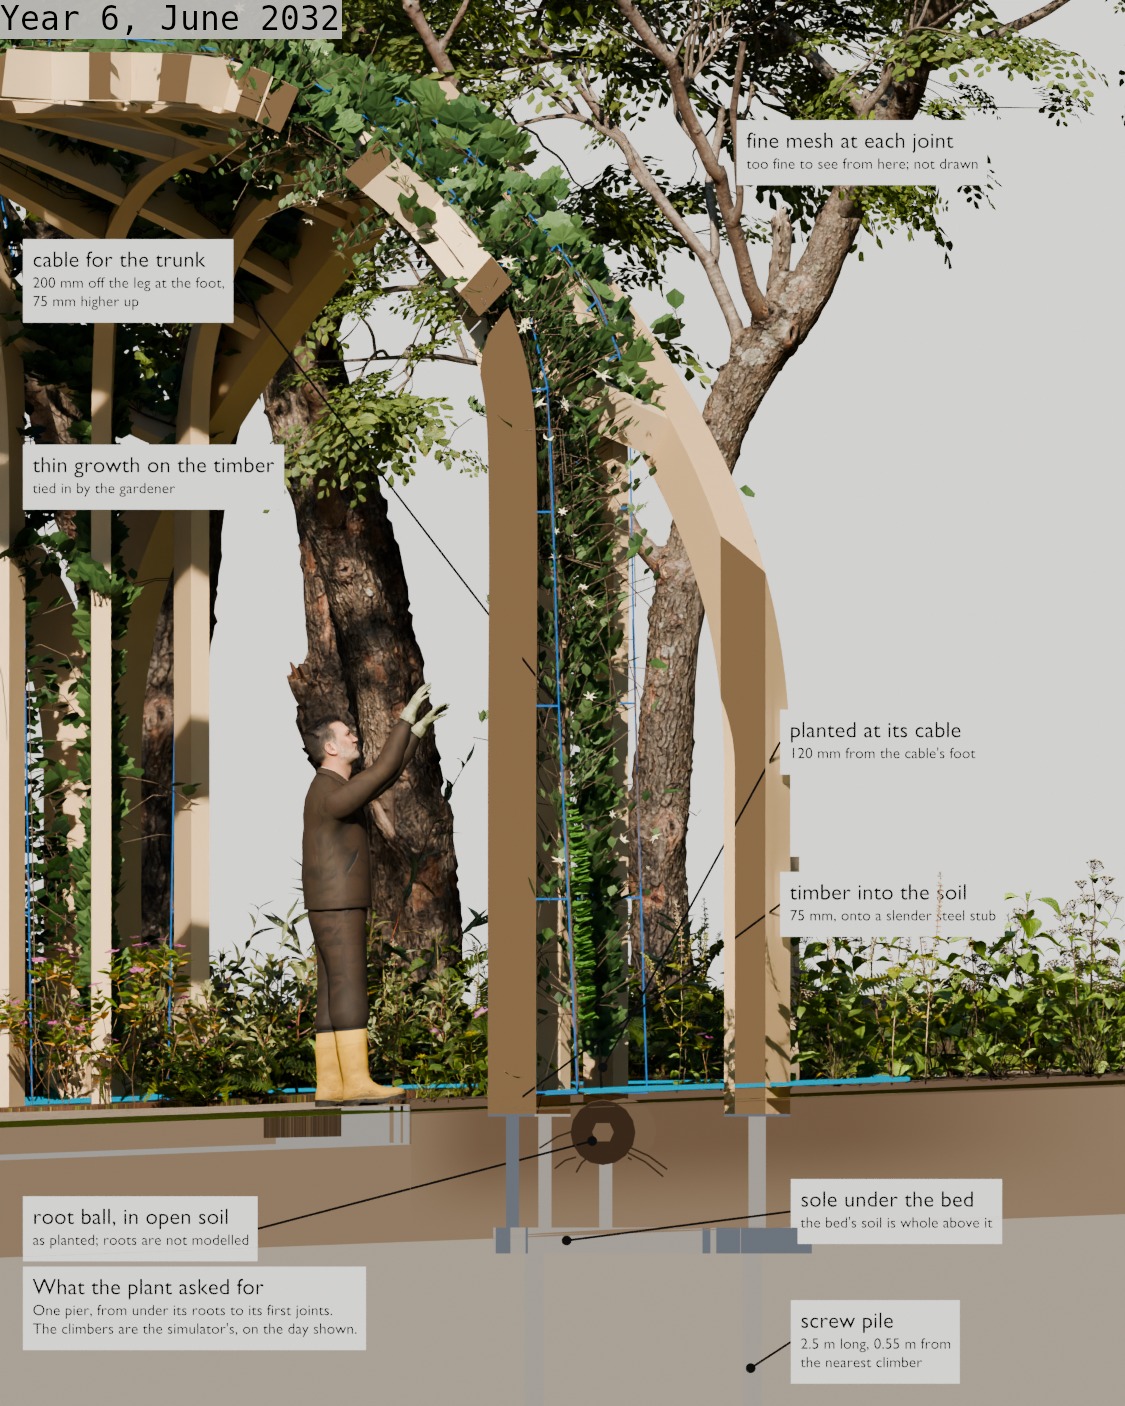 Year 6, June 2032
fine mesh at each joint
too fine to see from here; not drawn
cable for the trunk
200 mm off the leg at the foot,
75 mm higher up
thin growth on the timber
tied in by the gardener
planted at its cable
120 mm from the cable's foot
timber into the soil
75 mm, onto a slender steel stub
root ball, in open soil
as planted; roots are not modelled
sole under the bed
the bed's soil is whole above it
What the plant asked for
One pier, from under its roots to its first joints.
The climbers are the simulator's, on the day shown.
screw pile
2.5 m long, 0.55 m from
the nearest climber